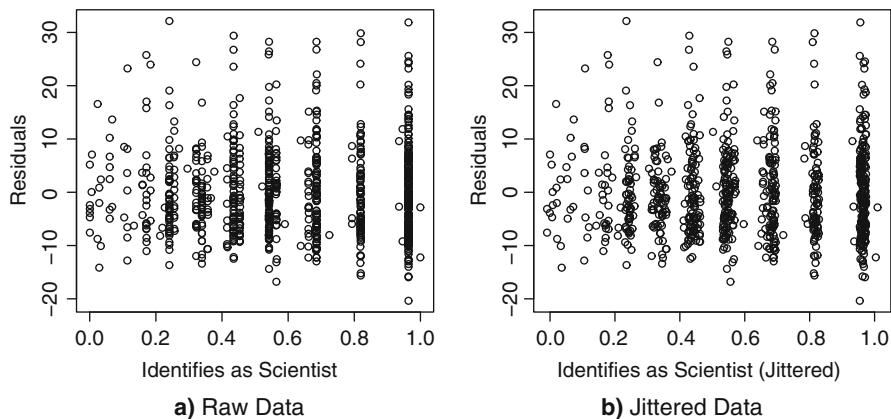 Residuals
30
20
10
0
−10
−20
0.0 0.2 0.4 0.6 0.8 1.0
Identifies as Scientist
a) Raw Data
Residuals
30
20
10
0
−10
−20
0.0 0.2 0.4 0.6 0.8 1.0
Identifies as Scientist (Jittered)
b) Jittered Data